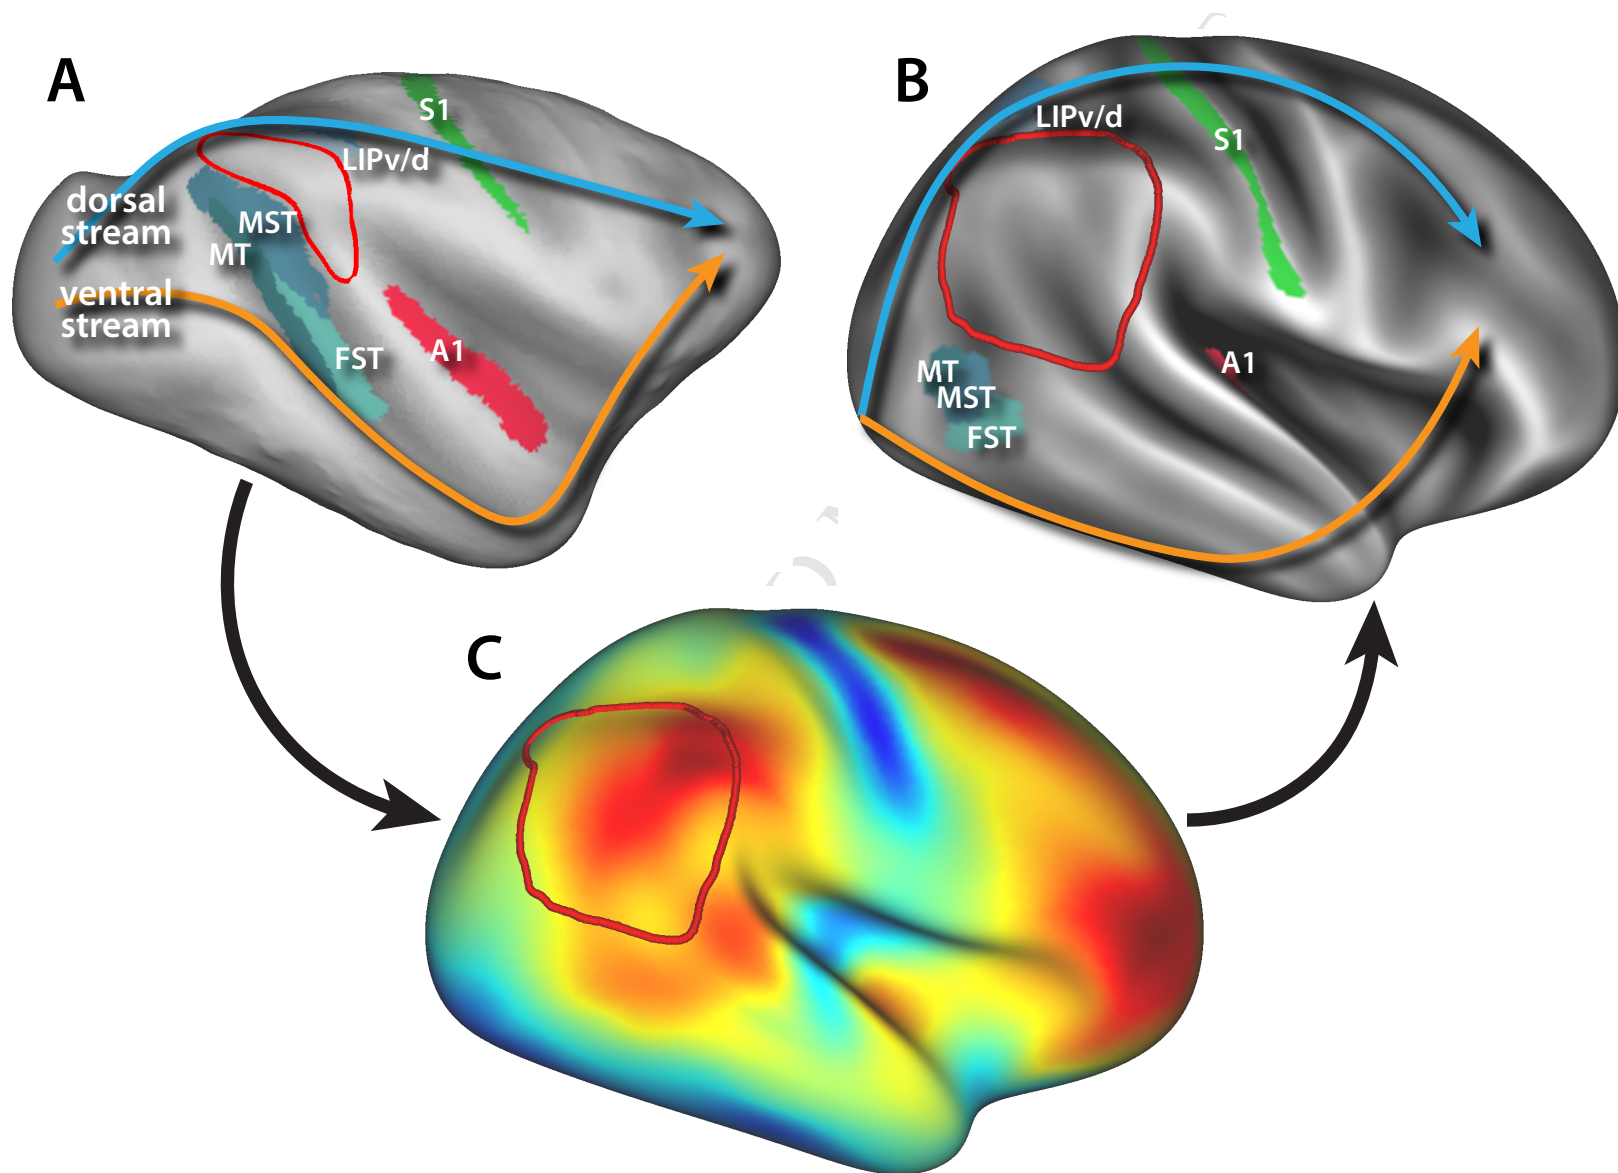 A
S1
LIPv/d
dorsal
stream
MST
MT
ventral
stream
FST
A1
B
LIPv/d
S1
MT
MST
FST
A1
C